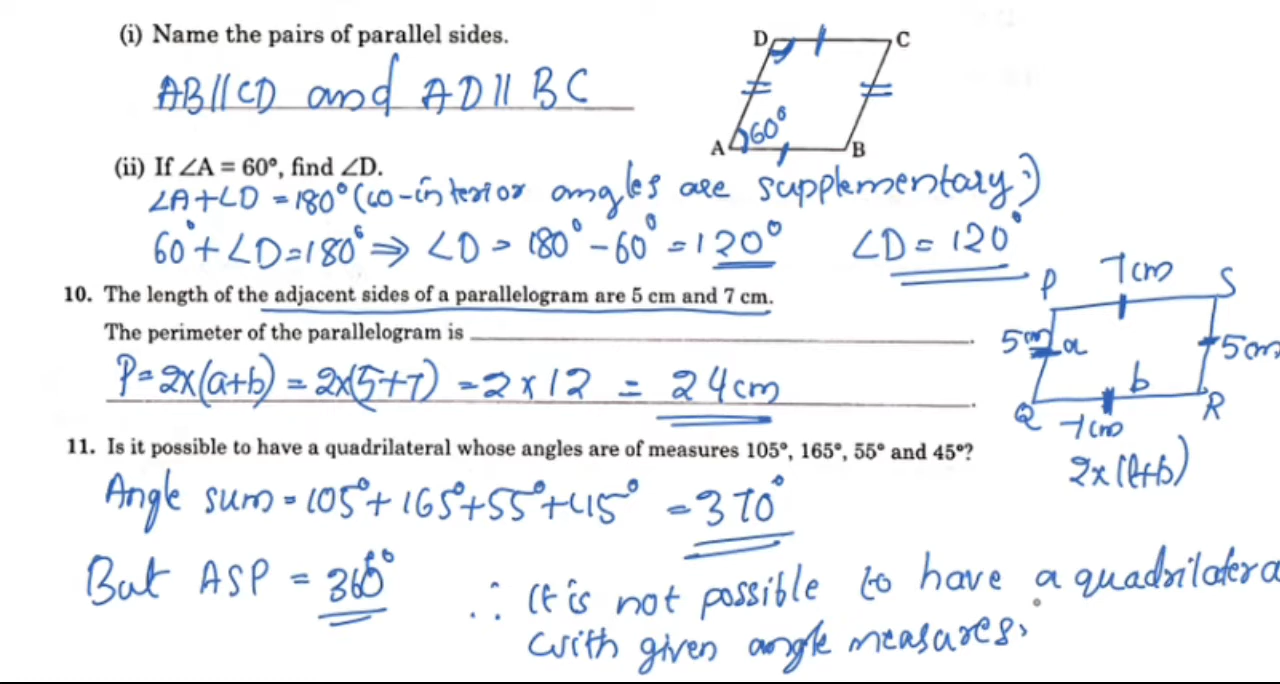 (i) Name the pairs of parallel sides.
AB||CD and AD|| BC
D
C
A
60°
B
(ii) If ∠A = 60°, find ∠D.
∠A+∠D =180° (co-interior angles are supplementary)
60°+∠D=180° ⇒ ∠D = 180°-60° =120° ∠D = 120°
10. The length of the adjacent sides of a parallelogram are 5 cm and 7 cm.
The perimeter of the parallelogram is
P=2x(a+b) = 2x(5+7) =2x12 = 24cm
P
7cm
S
5cm
a
5cm
b
Q
7cm
R
2x(l+b)
11. Is it possible to have a quadrilateral whose angles are of measures 105°, 165°, 55° and 45°?
Angle sum = 105°+165°+55°+45° =370°
But ASP = 360°
∴ It is not possible to have a quadrilatera
with given angle measures.